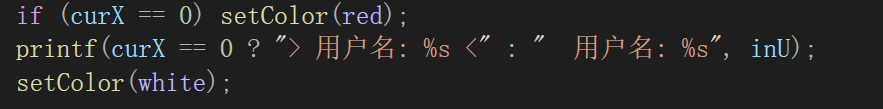 if (curX == 0) setColor(red);
printf(curX == 0 ? "> 用户名: %s <" : "  用户名: %s", inU);
setColor(white);